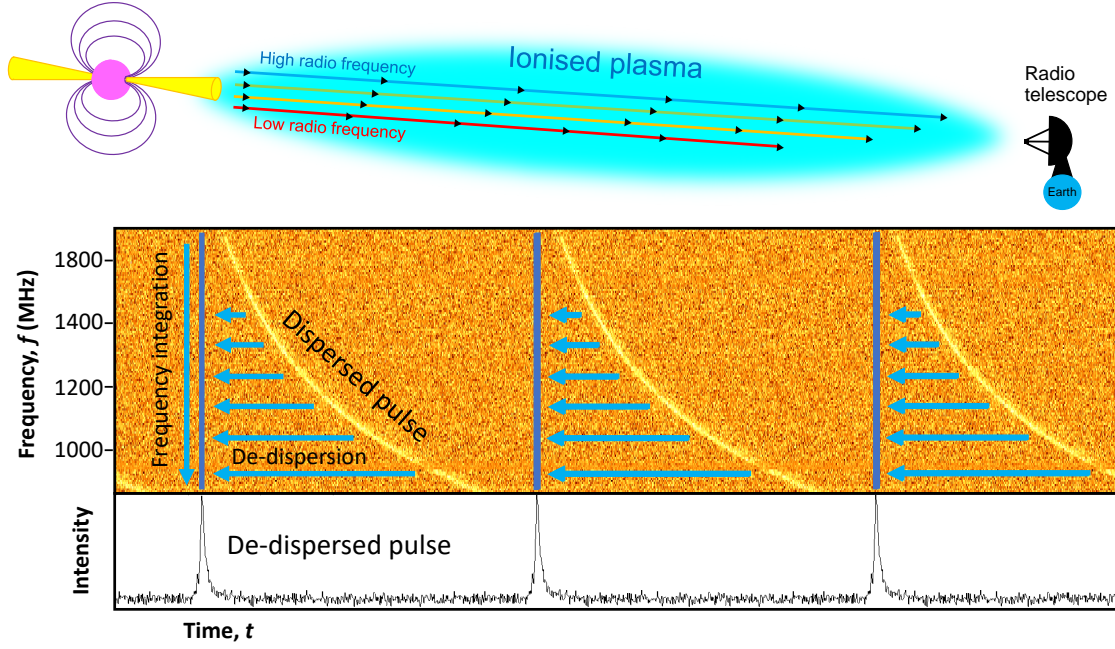 High radio frequency
Ionised plasma
Low radio frequency
Radio
telescope
Earth
Frequency, f (MHz)
1800
1400
1200
1000
Frequency integration
Dispersed pulse
De-dispersion
Intensity
De-dispersed pulse
Time, t